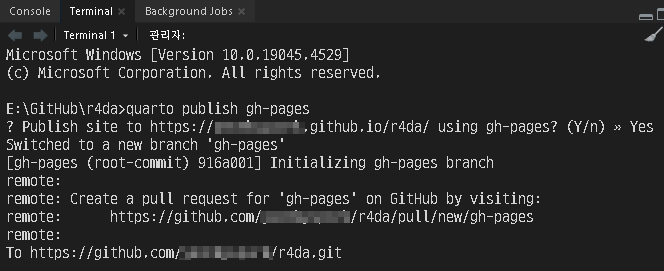 Console Terminal Background Jobs
Terminal 1 관리자:
Microsoft Windows [Version 10.0.19045.4529]
(c) Microsoft Corporation. All rights reserved.
E:\GitHub\r4da>quarto publish gh-pages
? Publish site to https://.github.io/r4da/ using gh-pages? (Y/n) » Yes
Switched to a new branch 'gh-pages'
[gh-pages (root-commit) 916a001] Initializing gh-pages branch
remote:
remote: Create a pull request for 'gh-pages' on GitHub by visiting:
remote:      https://github.com//r4da/pull/new/gh-pages
remote:
To https://github.com//r4da.git